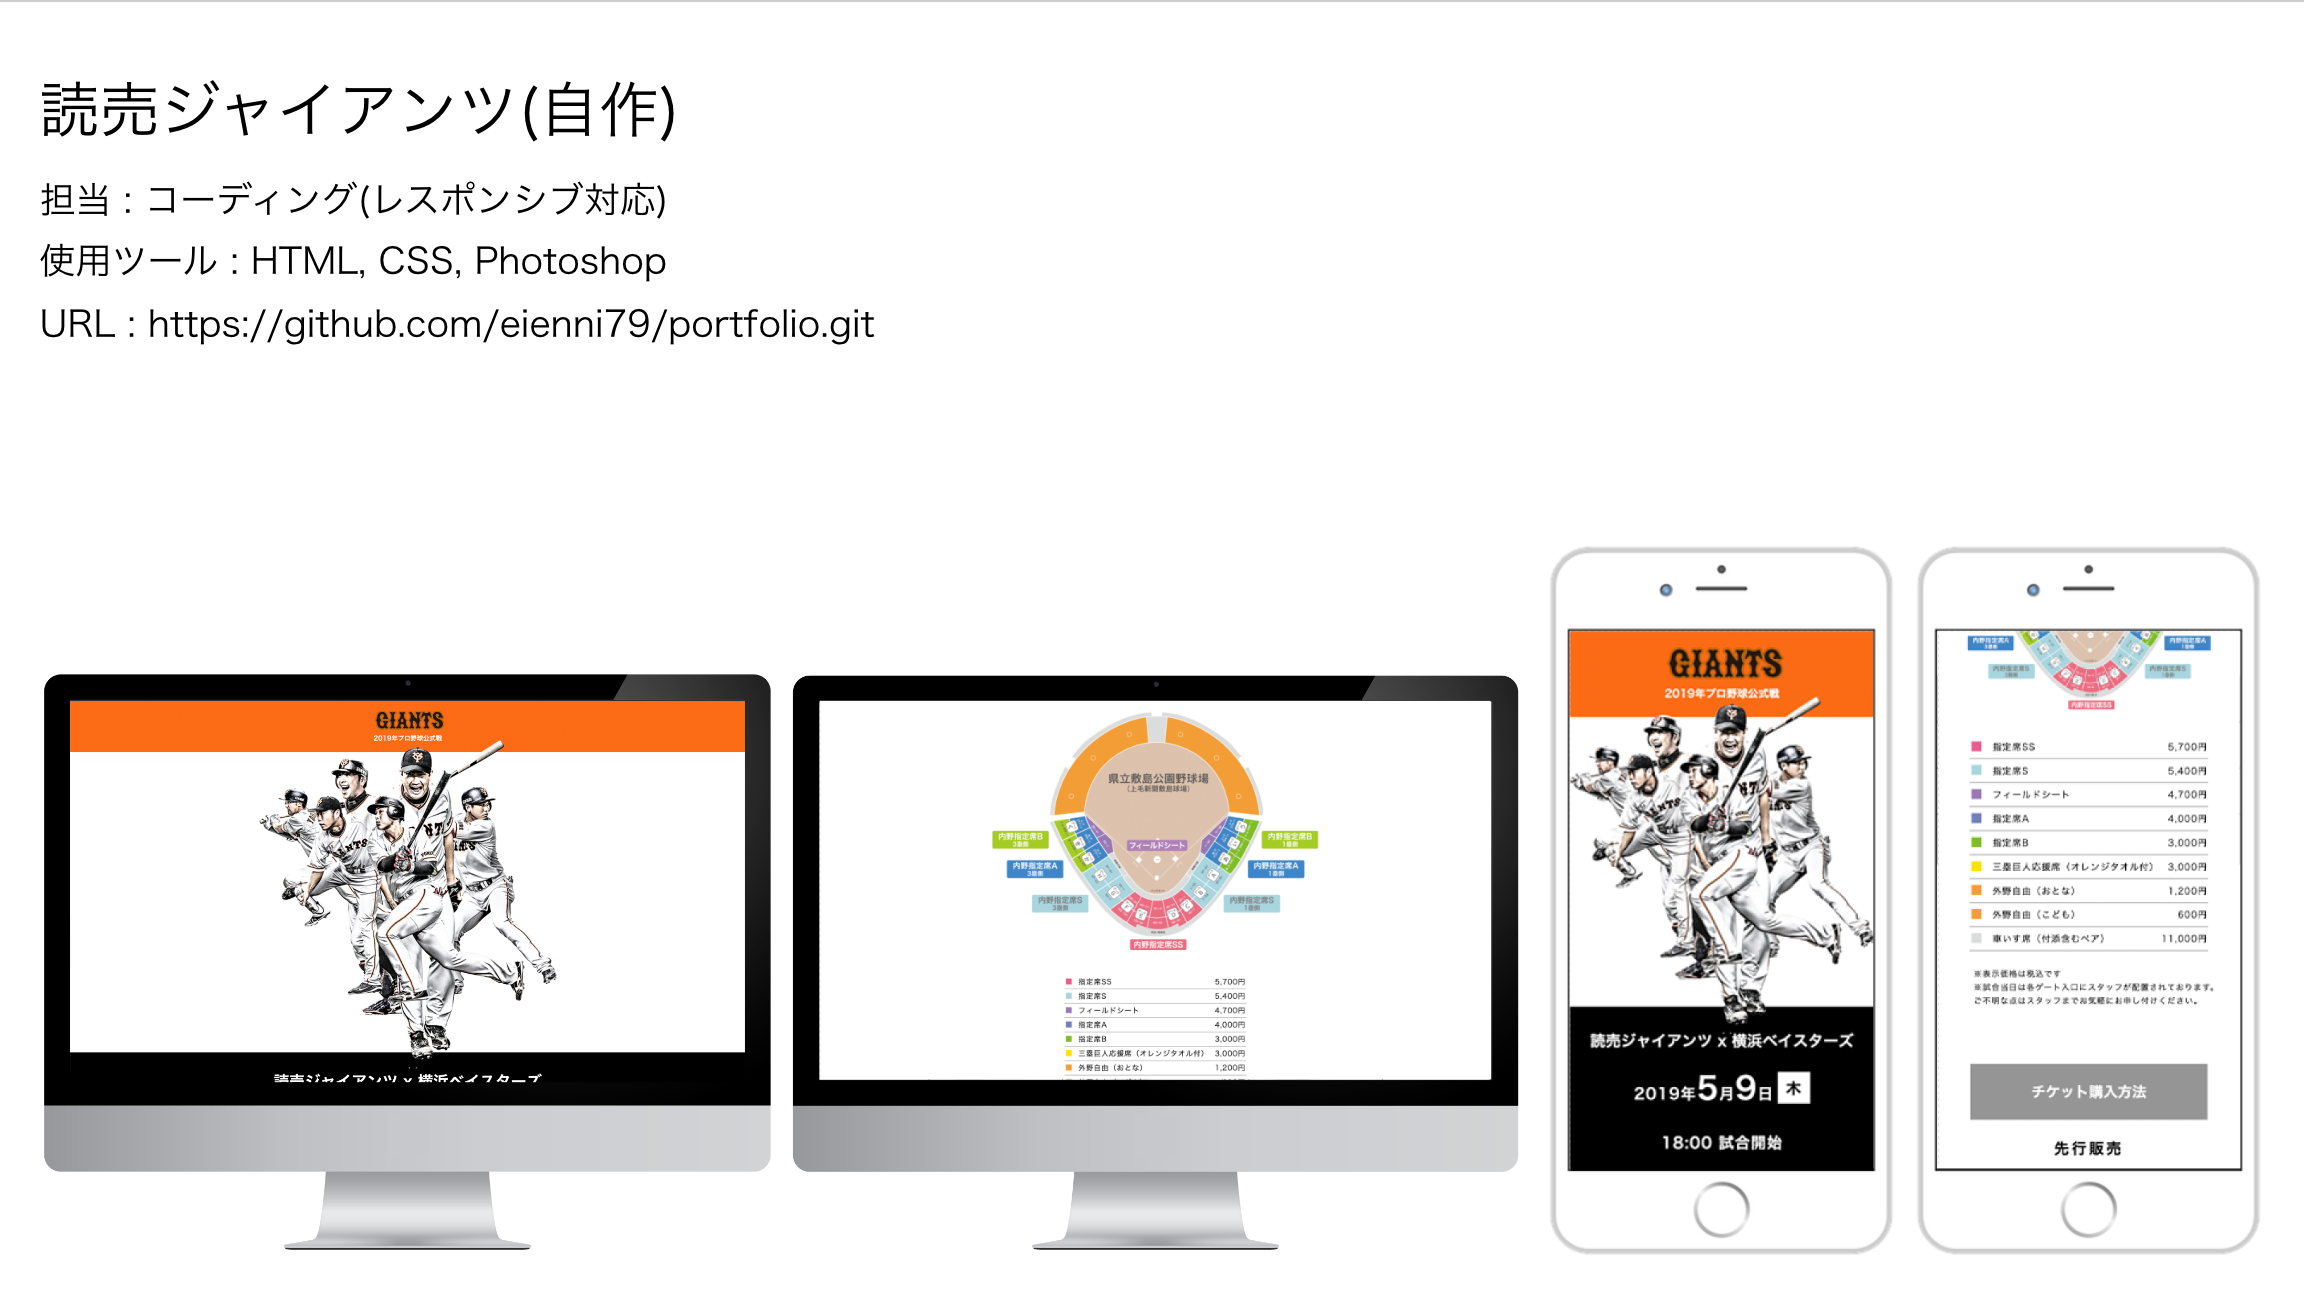 読売ジャイアンツ(自作)
担当 : コーディング(レスポンシブ対応)
使用ツール : HTML, CSS, Photoshop
URL : https://github.com/eienni79/portfolio.git
GIANTS
2019年プロ野球公式戦
読売ジャイアンツ x 横浜ベイスターズ
県立敷島公園野球場
(上毛新聞敷島球場)
フィールドシート
内野指定席B
3塁側
内野指定席B
1塁側
内野指定席A
3塁側
内野指定席A
1塁側
内野指定席S
3塁側
内野指定席S
1塁側
内野指定席SS
指定席SS 5,700円
指定席S 5,400円
フィールドシート 4,700円
指定席A 4,000円
指定席B 3,000円
三塁巨人応援席（オレンジタオル付） 3,000円
外野自由（おとな） 1,200円
GIANTS
2019年プロ野球公式戦
読売ジャイアンツ x 横浜ベイスターズ
2019年5月9日 木
18:00 試合開始
内野指定席A
3塁側
内野指定席A
1塁側
内野指定席S
3塁側
内野指定席S
1塁側
内野指定席SS
指定席SS 5,700円
指定席S 5,400円
フィールドシート 4,700円
指定席A 4,000円
指定席B 3,000円
三塁巨人応援席（オレンジタオル付） 3,000円
外野自由（おとな） 1,200円
外野自由（こども） 600円
車いす席（付添含むペア） 11,000円
※表示価格は税込です
※試合当日は各ゲート入口にスタッフが配置されております。
ご不明な点はスタッフまでお気軽にお申し付けください。
チケット購入方法
先行販売